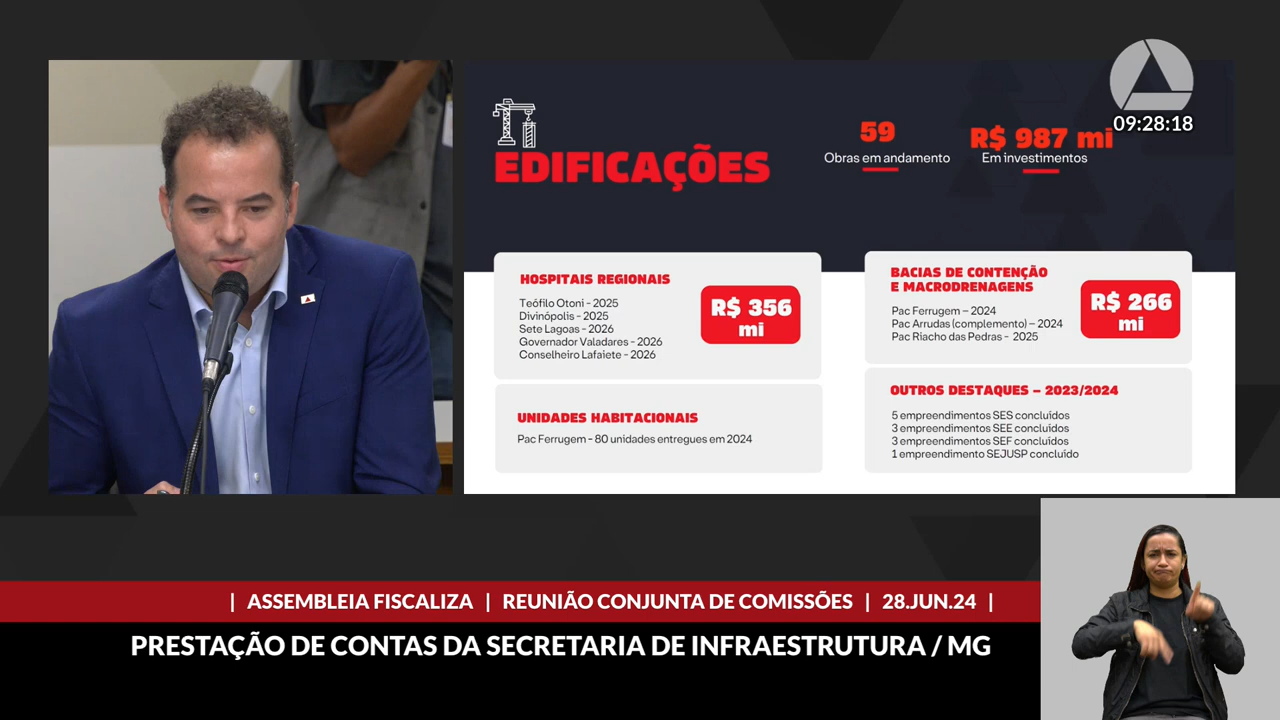 09:28:18
EDIFICAÇÕES
59
Obras em andamento
R$ 987 mi
Em investimentos
HOSPITAIS REGIONAIS
Teófilo Otoni - 2025
Divinópolis - 2025
Sete Lagoas - 2026
Governador Valadares - 2026
Conselheiro Lafaiete - 2026
R$ 356
mi
BACIAS DE CONTENÇÃO
E MACRODRENAGENS
Pac Ferrugem – 2024
Pac Arrudas (complemento) – 2024
Pac Riacho das Pedras - 2025
R$ 266
mi
UNIDADES HABITACIONAIS
Pac Ferrugem - 80 unidades entregues em 2024
OUTROS DESTAQUES – 2023/2024
5 empreendimentos SES concluídos
3 empreendimentos SEE concluídos
3 empreendimentos SEF concluídos
1 empreendimento SEJUSP concluído
| ASSEMBLEIA FISCALIZA | REUNIÃO CONJUNTA DE COMISSÕES | 28.JUN.24 |
PRESTAÇÃO DE CONTAS DA SECRETARIA DE INFRAESTRUTURA / MG